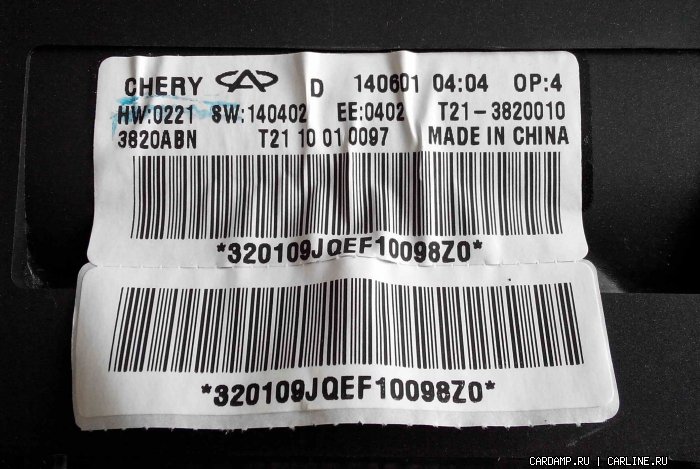 CHERY D 140601 04:04 OP:4
HW:0221 SW:140402 EE:0402 T21-3820010
3820ABN T21 10 01 0097 MADE IN CHINA
*320109JQEF10098Z0*
*320109JQEF10098Z0*
CARDAMP.RU | CARLINE.RU